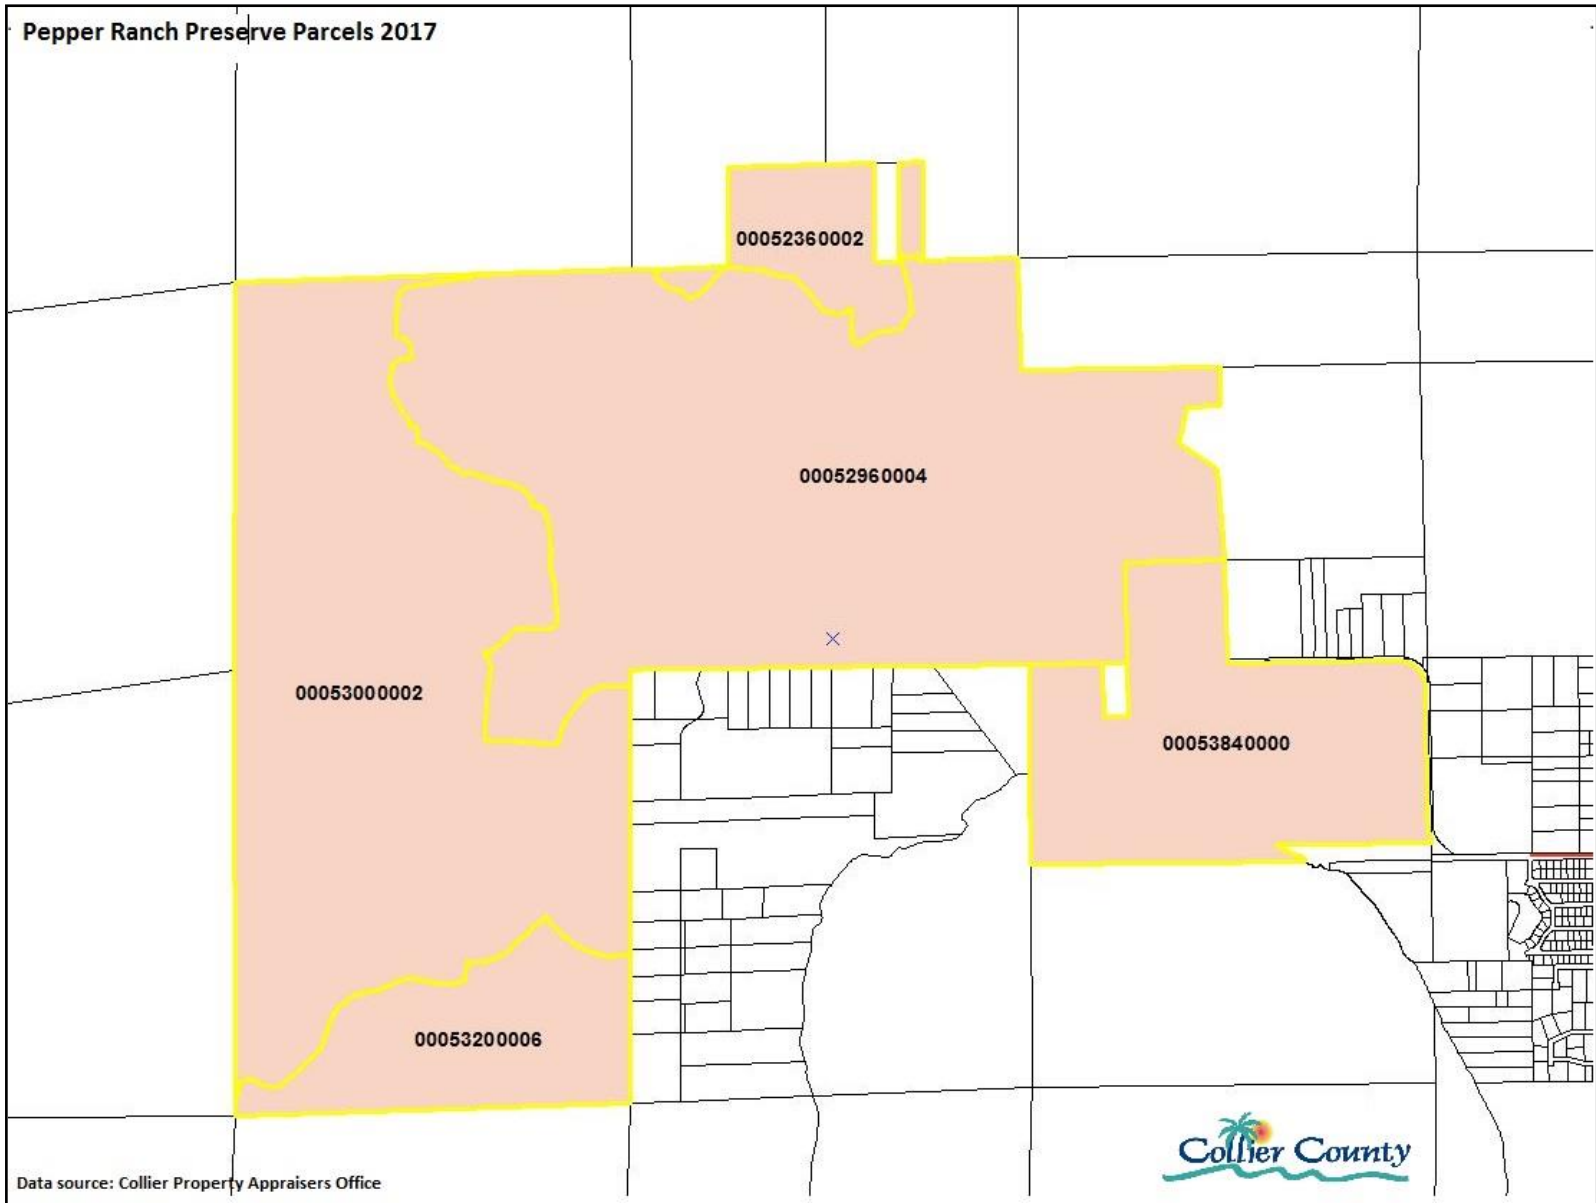 Pepper Ranch Preserve Parcels 2017
00052360002
00052960004
00053000002
00053840000
00053200006
Collier County
Data source: Collier Property Appraisers Office